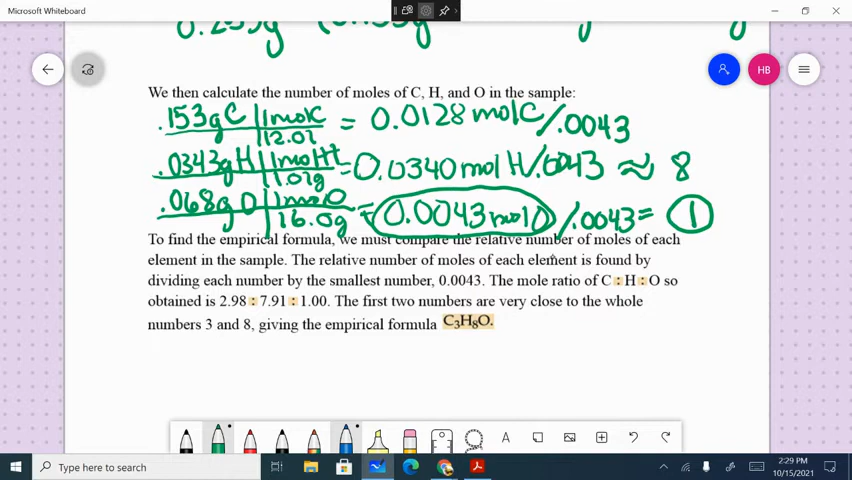 Microsoft Whiteboard
HB
We then calculate the number of moles of C, H, and O in the sample:
.153g C | 1molC = 0.0128 molC/.0043
12.01
.0343g H | 1mol H = 0.0340 mol H/.0043 ≈ 8
1.01g
.068g O | 1molO = 0.0043 molO /.0043 = 1
16.0g
To find the empirical formula, we must compare the relative number of moles of each
element in the sample. The relative number of moles of each element is found by
dividing each number by the smallest number, 0.0043. The mole ratio of C : H : O so
obtained is 2.98 : 7.91 : 1.00. The first two numbers are very close to the whole
numbers 3 and 8, giving the empirical formula C₃H₈O.
A
Type here to search
2:29 PM
10/15/2021